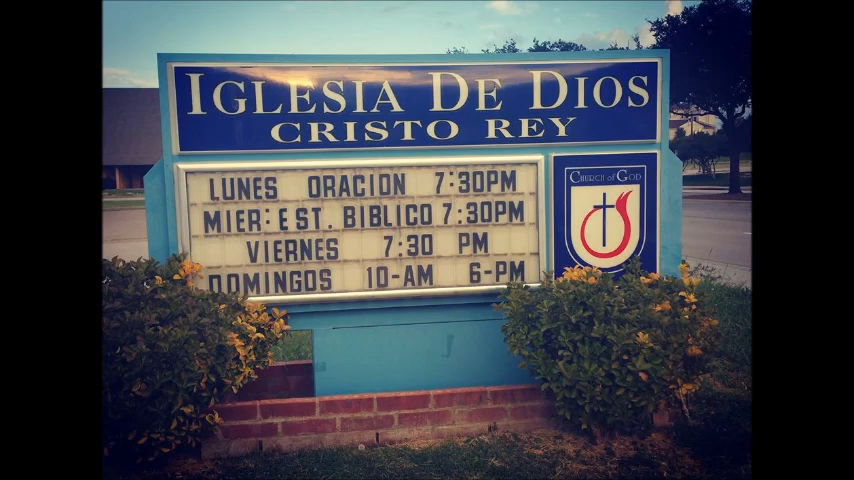 IGLESIA DE DIOS
CRISTO REY
LUNES ORACION 7:30PM
MIER: EST. BIBLICO 7:30PM
VIERNES 7:30 PM
DOMINGOS 10-AM 6-PM
CHURCH of GOD